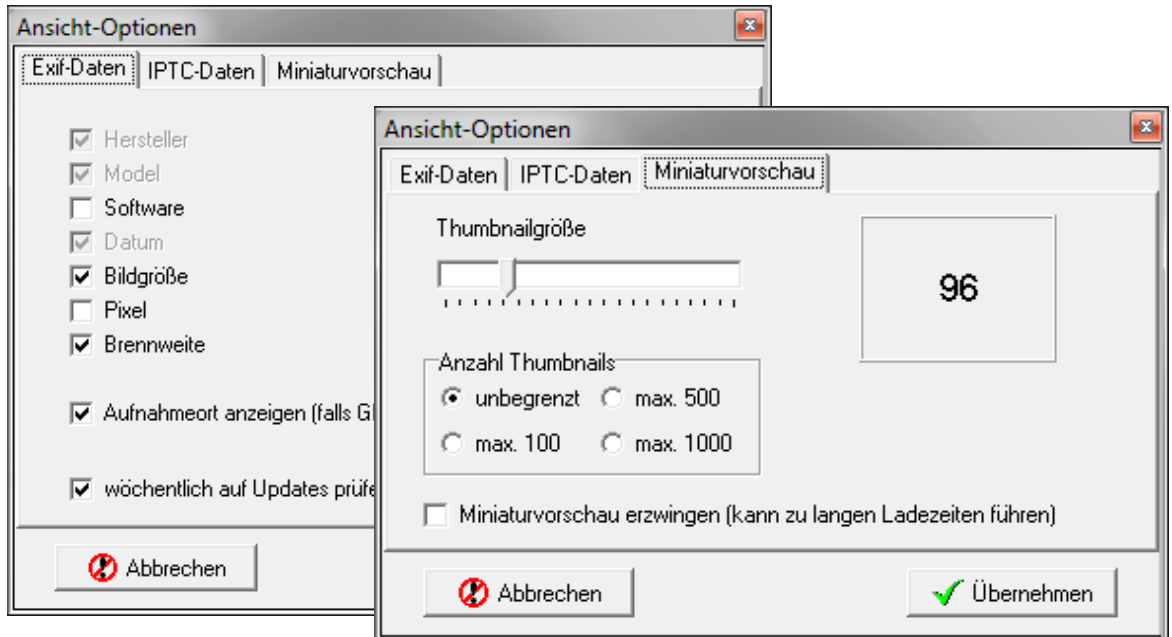 Ansicht-Optionen
Exif-Daten IPTC-Daten Miniaturvorschau
Hersteller
Model
Software
Datum
Bildgröße
Pixel
Brennweite
Aufnahmeort anzeigen (falls
wöchentlich auf Updates
Abbrechen
Ansicht-Optionen
Exif-Daten IPTC-Daten Miniaturvorschau
Thumbnailgröße
96
Anzahl Thumbnails
unbegrenzt max. 500
max. 100 max. 1000
Miniaturvorschau erzwingen (kann zu langen Ladezeiten führen)
Abbrechen Übernehmen